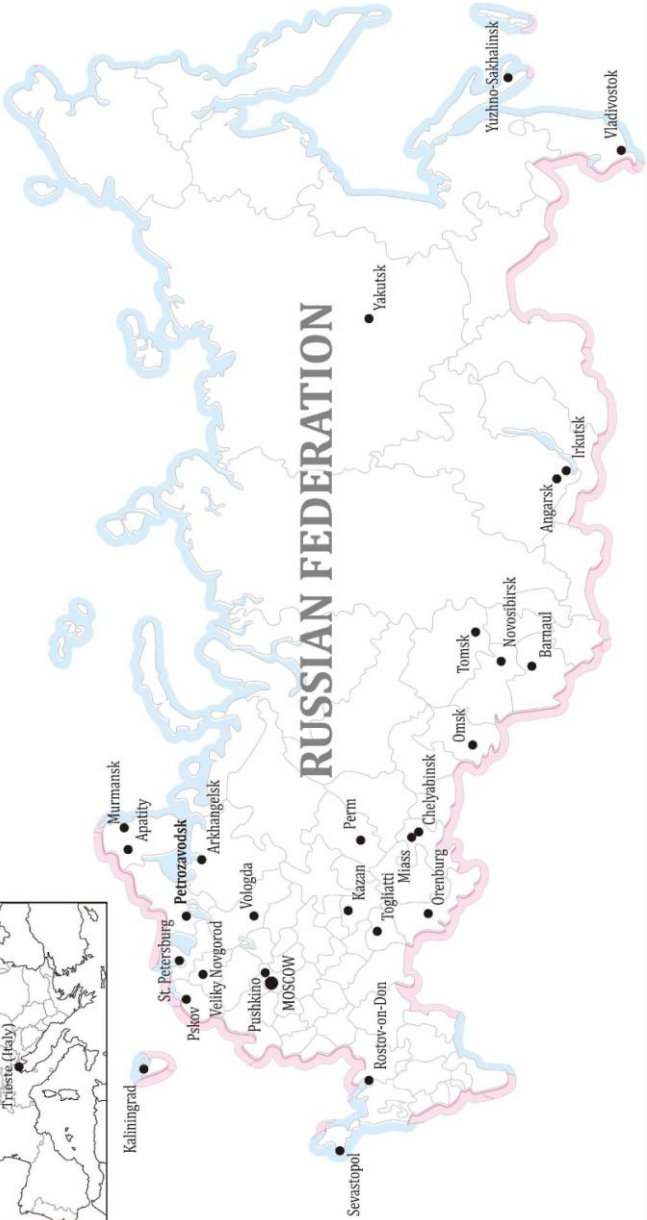 Trieste (Italy)
Kaliningrad
Murmansk
Apatity
St. Petersburg
Petrozavodsk
Arkhangelsk
Pskov
Veliky Novgorod
Vologda
Pushkino
MOSCOW
Sevastopol
Rostov-on-Don
Kazan
Perm
Togliatti
Miass
Chelyabinsk
Orenburg
RUSSIAN FEDERATION
Omsk
Tomsk
Novosibirsk
Barnaul
Yakutsk
Angarsk
Irkutsk
Yuzhno-Sakhalinsk
Vladivostok